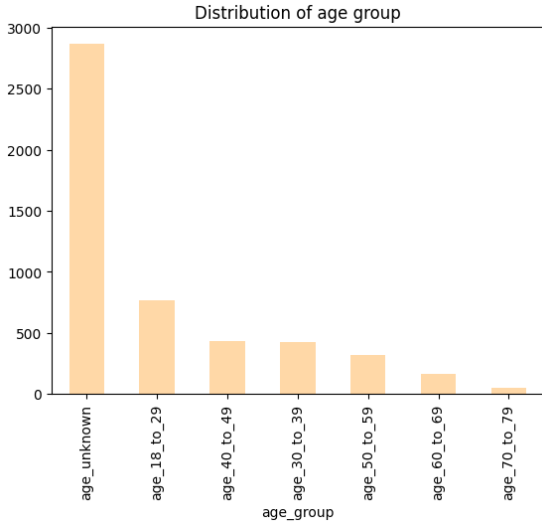 Distribution of age group
3000
2500
2000
1500
1000
500
0
age_unknown
age_18_to_29
age_40_to_49
age_30_to_39
age_50_to_59
age_60_to_69
age_70_to_79
age_group